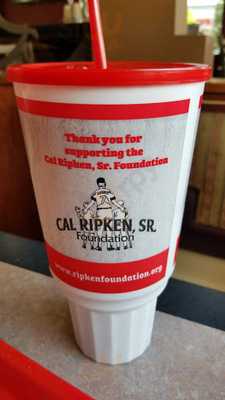 Thank you for
supporting the
Cal Ripken, Sr. Foundation
CAL RIPKEN, SR.
Foundation
www.ripkenfoundation.org